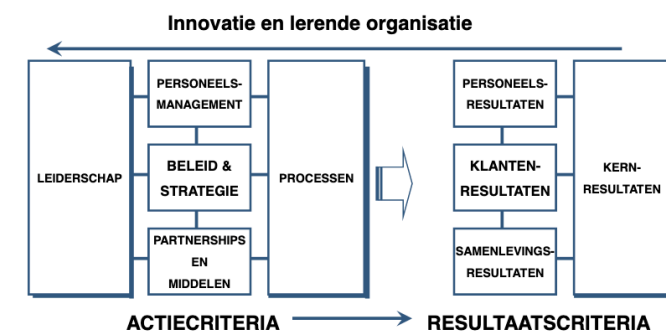 Innovatie en lerende organisatie
LEIDERSCHAP
PERSONEELS-
MANAGEMENT
BELEID &
STRATEGIE
PARTNERSHIPS
EN
MIDDELEN
PROCESSEN
PERSONEELS-
RESULTATEN
KLANTEN-
RESULTATEN
SAMENLEVINGS-
RESULTATEN
KERN-
RESULTATEN
ACTIECRITERIA
RESULTAATSCRITERIA